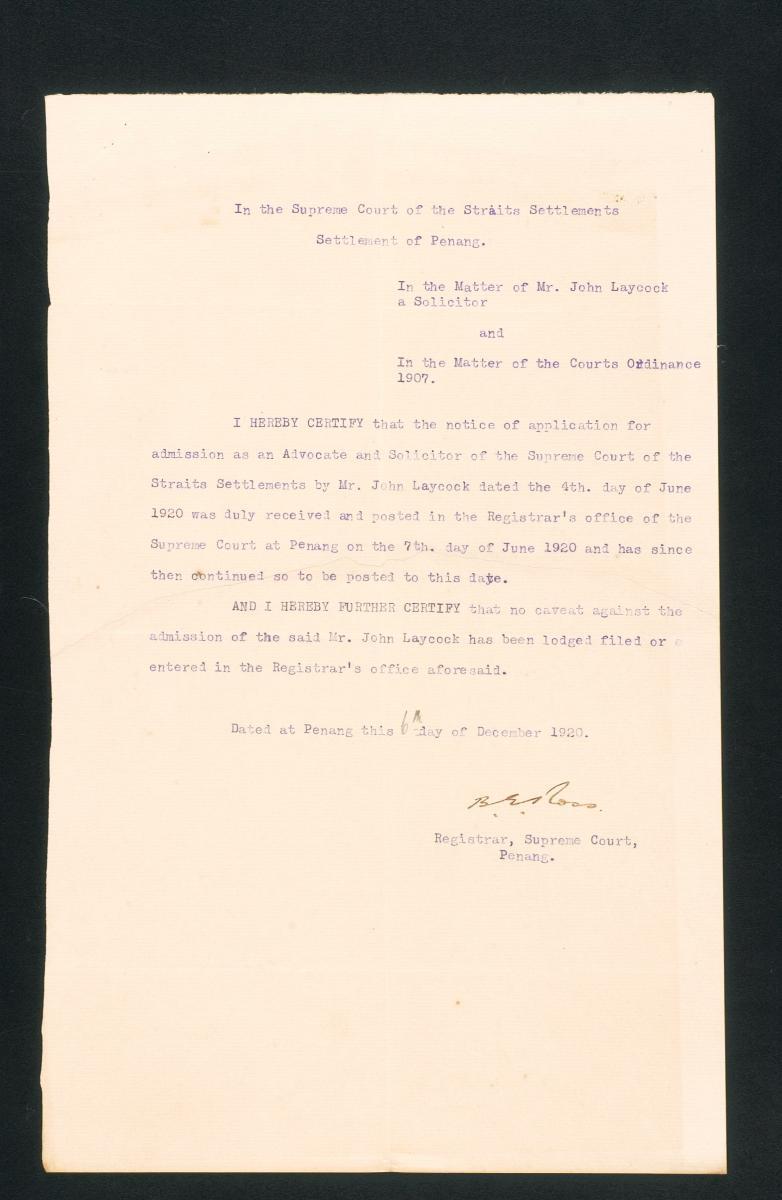 In the Supreme Court of the Straits Settlements
Settlement of Penang.
In the Matter of Mr. John Laycock
a Solicitor
and
In the Matter of the Courts Ordinance
1907.
I HEREBY CERTIFY that the notice of application for
admission as an Advocate and Solicitor of the Supreme Court of the
Straits Settlements by Mr. John Laycock dated the 4th. day of June
1920 was duly received and posted in the Registrar's office of the
Supreme Court at Penang on the 7th. day of June 1920 and has since
then continued so to be posted to this date.
AND I HEREBY FURTHER CERTIFY that no caveat against the
admission of the said Mr. John Laycock has been lodged filed or e
entered in the Registrar's office aforesaid.
Dated at Penang this 6th day of December 1920.
B. E. Ross.
Registrar, Supreme Court,
Penang.